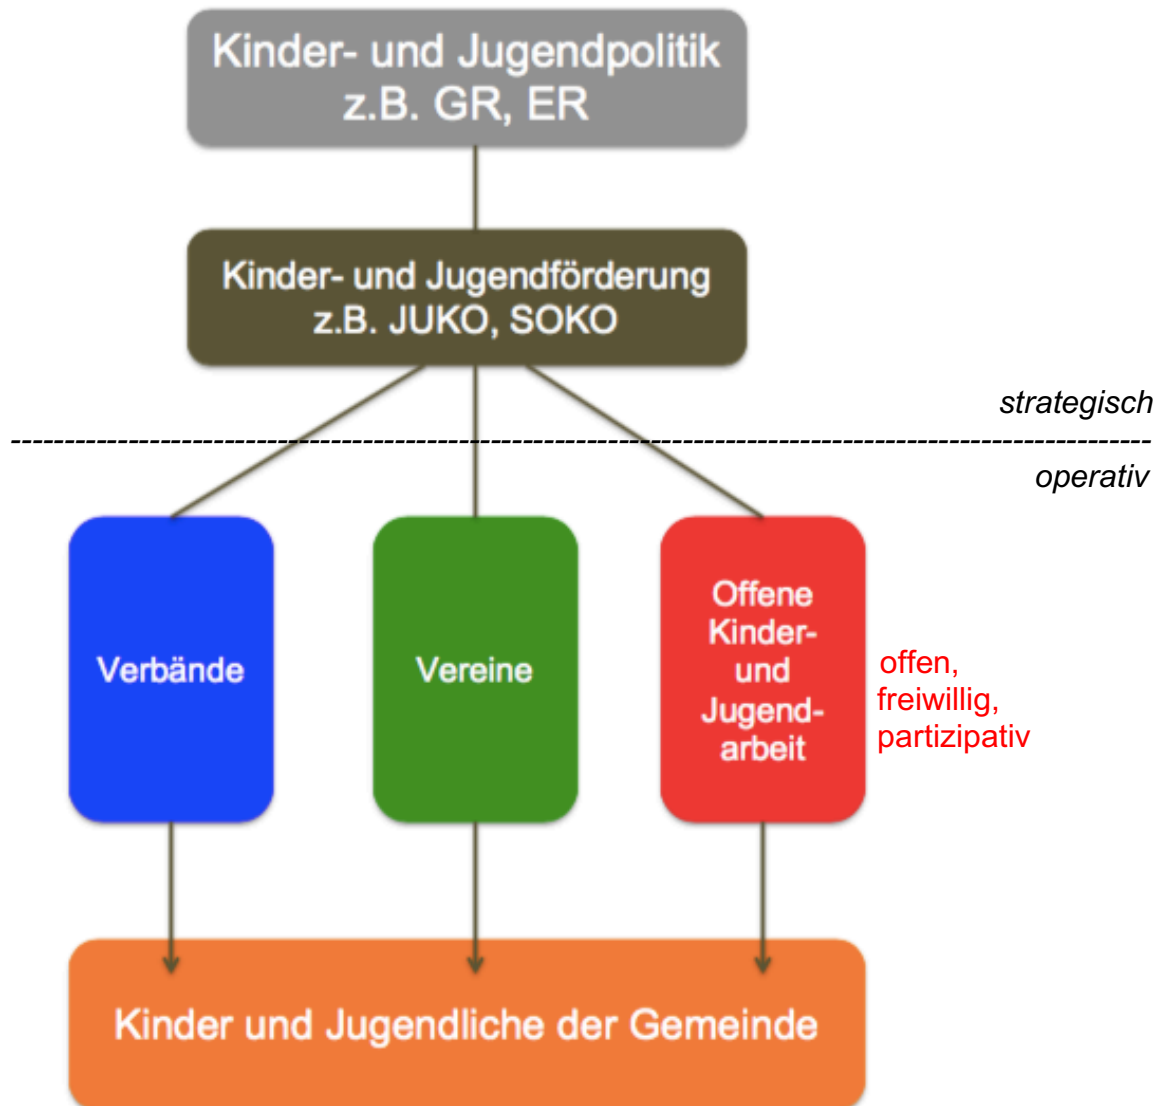 Kinder- und Jugendpolitik
z.B. GR, ER
Kinder- und Jugendförderung
z.B. JUKO, SOKO
strategisch
operativ
Verbände
Vereine
Offene
Kinder-
und
Jugend-
arbeit
offen,
freiwillig,
partizipativ
Kinder und Jugendliche der Gemeinde